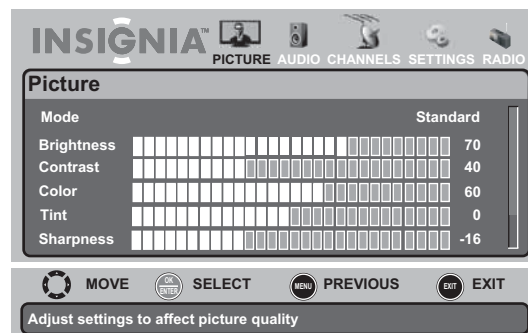 INSIGNIA™
PICTURE AUDIO CHANNELS SETTINGS RADIO
Picture
Mode Standard
Brightness 70
Contrast 40
Color 60
Tint 0
Sharpness -16
MOVE OK ENTER SELECT MENU PREVIOUS EXIT EXIT
Adjust settings to affect picture quality